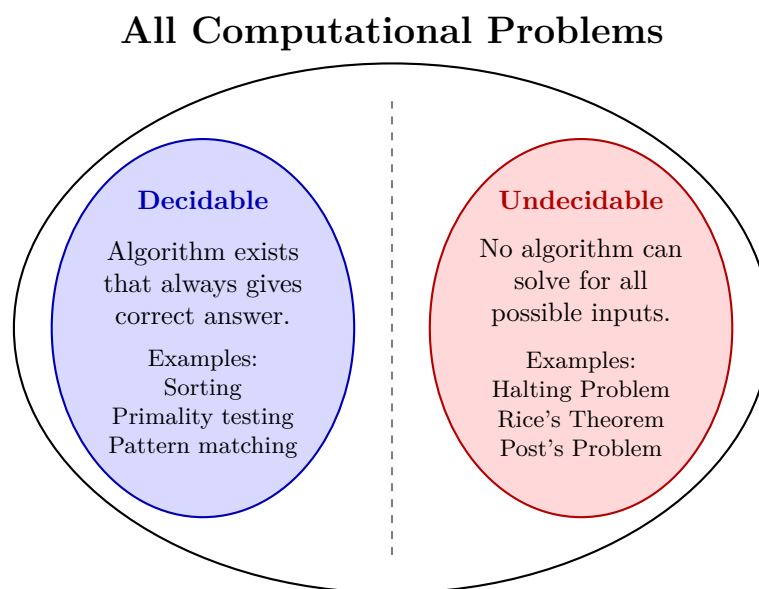 All Computational Problems
Decidable
Algorithm exists
that always gives
correct answer.
Examples:
Sorting
Primality testing
Pattern matching
Undecidable
No algorithm can
solve for all
possible inputs.
Examples:
Halting Problem
Rice's Theorem
Post's Problem